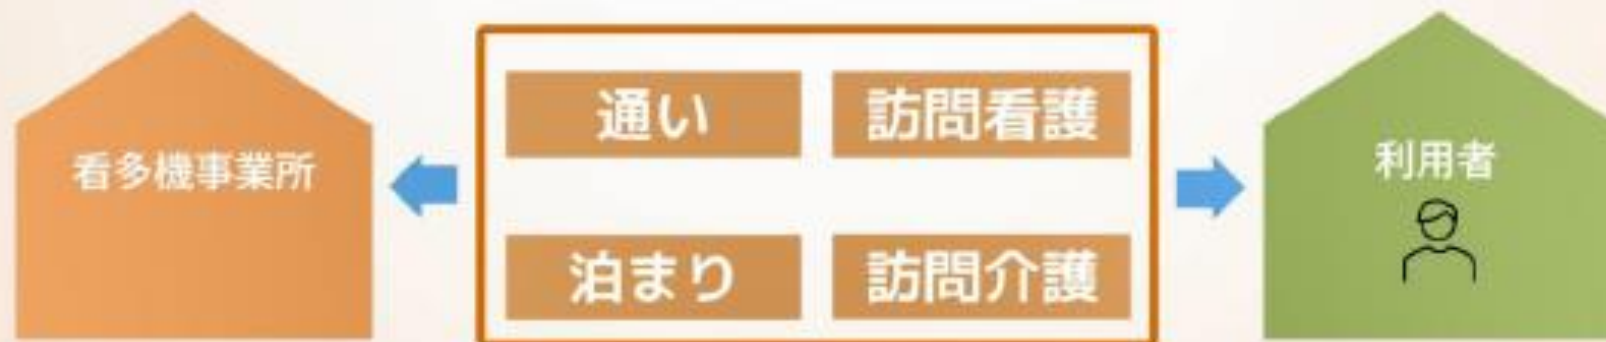 看多機事業所
通い
訪問看護
泊まり
訪問介護
利用者